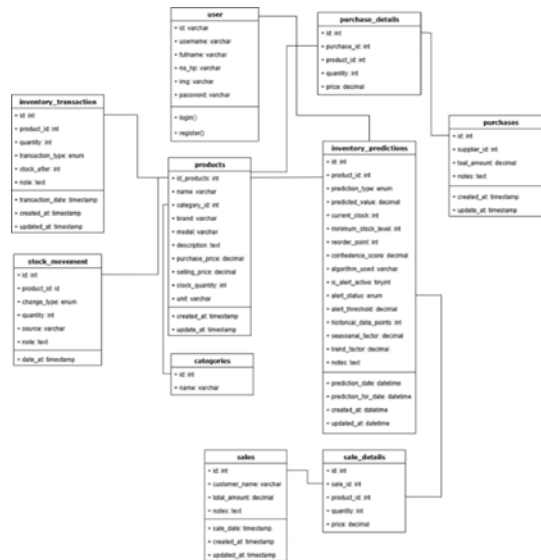 user
+ id: varchar
+ username: varchar
+ fullname: varchar
+ no_hp: varchar
+ img: varchar
+ password: varchar
+ login()
+ register()
purchase_details
+ id: int
+ purchase_id: int
+ product_id: int
+ quantity: int
+ price: decimal
inventory_transaction
+ id: int
+ product_id: int
+ quantity: int
+ transaction_type: enum
+ stock_after: int
+ note: text
+ transaction_date: timestamp
+ created_at: timestamp
+ updated_at: timestamp
purchases
+ id: int
+ supplier_id: int
+ toal_amount: decimal
+ notes: text
+ created_at: timestamp
+ update_at: timestamp
products
+ id_products: int
+ name: varchar
+ category_id: int
+ brand: varchar
+ model: varchar
+ description: text
+ purchase_price: decimal
+ selling_price: decimal
+ stock_quantity: int
+ unit: varchar
+ created_at: timestamp
+ update_at: timestamp
inventory_predictions
+ id: int
+ product_id: int
+ prediction_type: enum
+ predicted_value: decimal
+ current_stock: int
+ minimum_stock_level: int
+ reorder_point: int
+ confiedence_score: decimal
+ algorithm_used: varchar
+ is_alert_active: tinyint
+ alert_status: enum
+ alert_threshold: decimal
+ historical_data_points: int
+ seassanal_factor: decimal
+ trend_factor: decimal
+ notes: text
+ prediction_date: datetime
+ prediction_for_date: datetime
+ created_at: datetime
+ updated_at: datetime
stock_movement
+ id: int
+ product_id: id
+ change_type: enum
+ quantity: int
+ source: varchar
+ note: text
+ date_at: timestamp
categories
+ id: int
+ name: varchar
sales
+ id: int
+ customer_name: varchar
+ total_amount: decimal
+ notes: text
+ sale_date: timestamp
+ created_at: timestamp
+ updated_at: timestamp
sale_details
+ id: int
+ sale_id: int
+ product_id: int
+ quantity: int
+ price: decimal